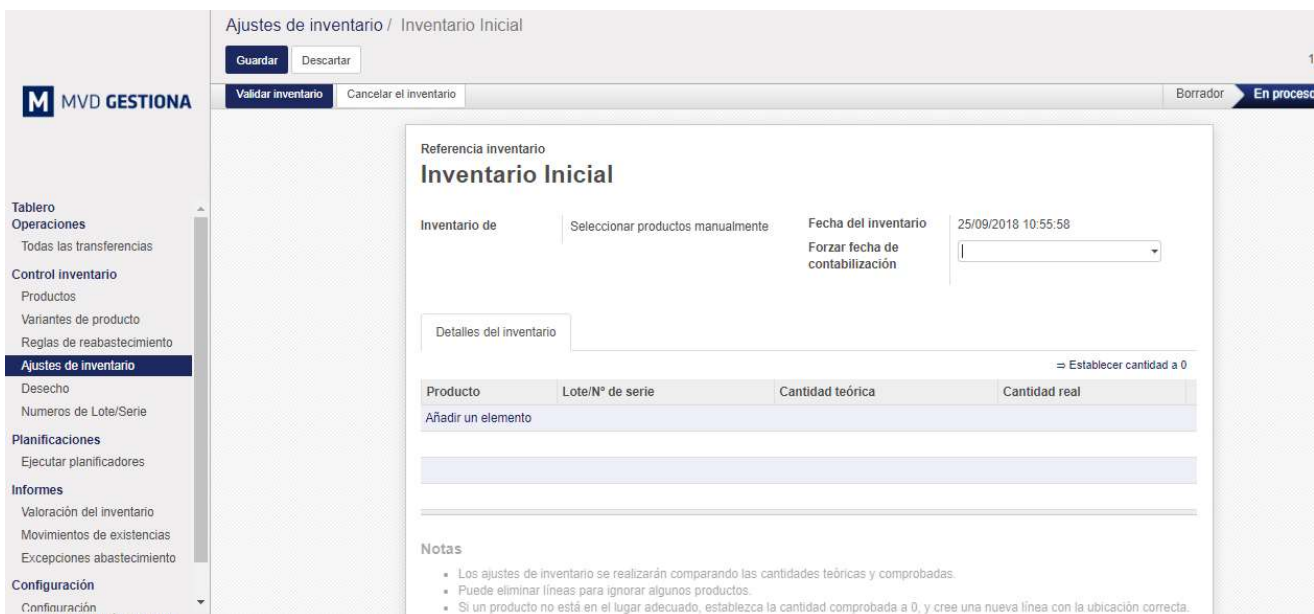 Ajustes de inventario / Inventario Inicial
Guardar Descartar
1
Validar inventario Cancelar el inventario Borrador En proceso
M MVD GESTIONA
Tablero
Operaciones
Todas las transferencias
Control inventario
Productos
Variantes de producto
Reglas de reabastecimiento
Ajustes de inventario
Desecho
Numeros de Lote/Serie
Planificaciones
Ejecutar planificadores
Informes
Valoración del inventario
Movimientos de existencias
Excepciones abastecimiento
Configuración
Configuración
Referencia inventario
Inventario Inicial
Inventario de Seleccionar productos manualmente
Fecha del inventario 25/09/2018 10:55:58
Forzar fecha de
contabilización
Detalles del inventario
⇒ Establecer cantidad a 0
Producto Lote/Nº de serie Cantidad teórica Cantidad real
Añadir un elemento
Notas
Los ajustes de inventario se realizarán comparando las cantidades teóricas y comprobadas.
Puede eliminar líneas para ignorar algunos productos.
Si un producto no está en el lugar adecuado, establezca la cantidad comprobada a 0, y cree una nueva línea con la ubicación correcta.